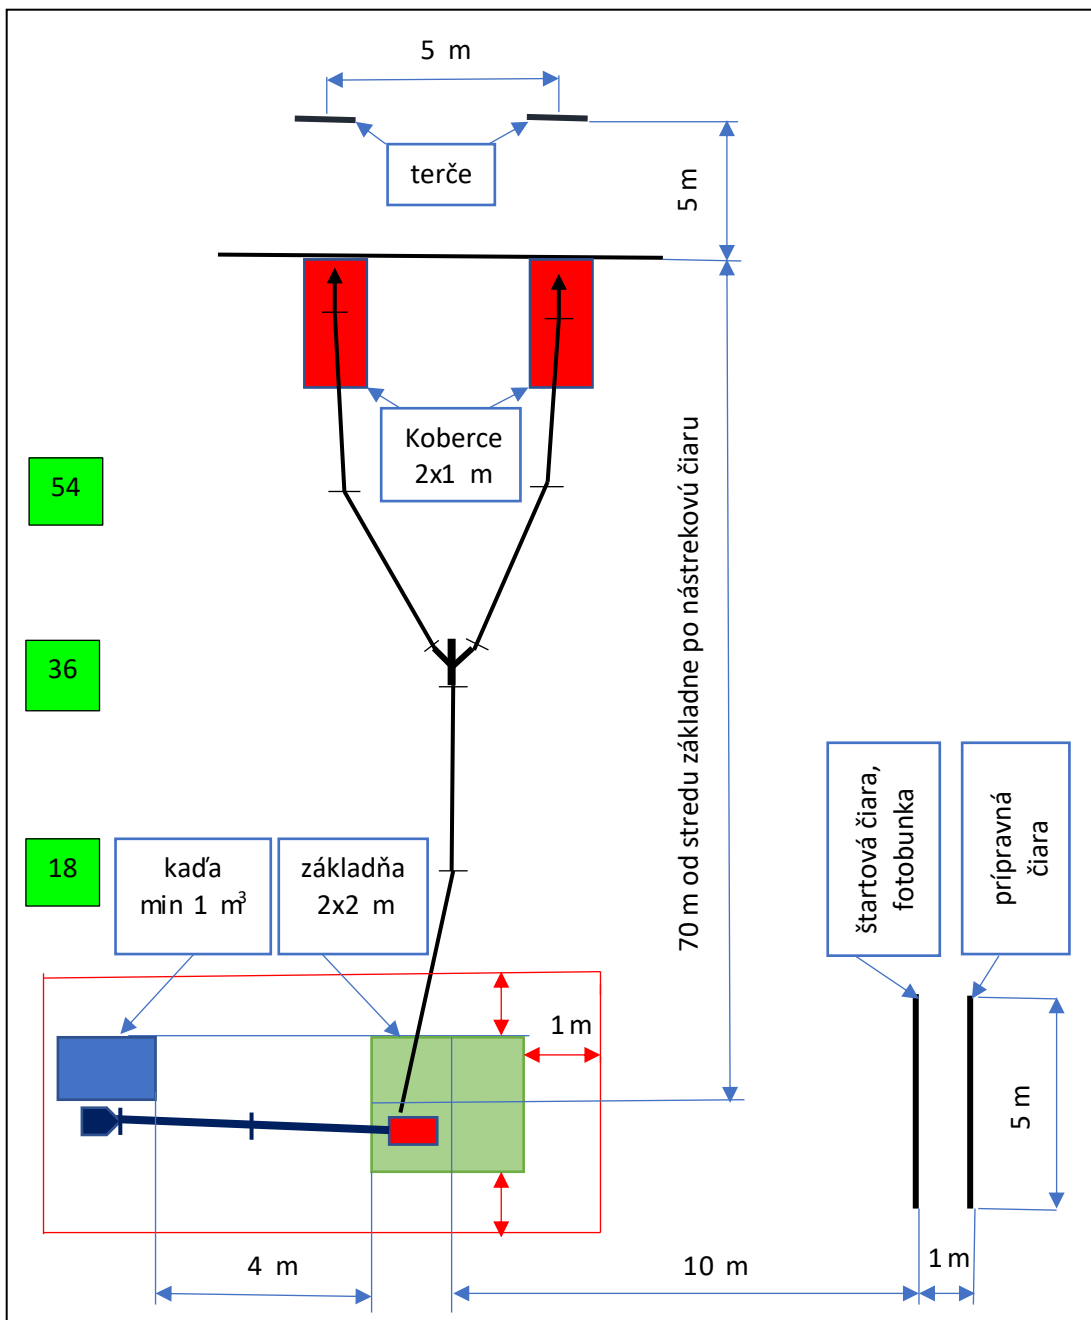 5 m
terče
5 m
Koberce
2x1 m
54
36
70 m od stredu základne po nástrekovú čiaru
18
kaďa
min 1 m³
základňa
2x2 m
štartová čiara,
fotobunka
prípravná
čiara
1 m
5 m
4 m
10 m
1 m